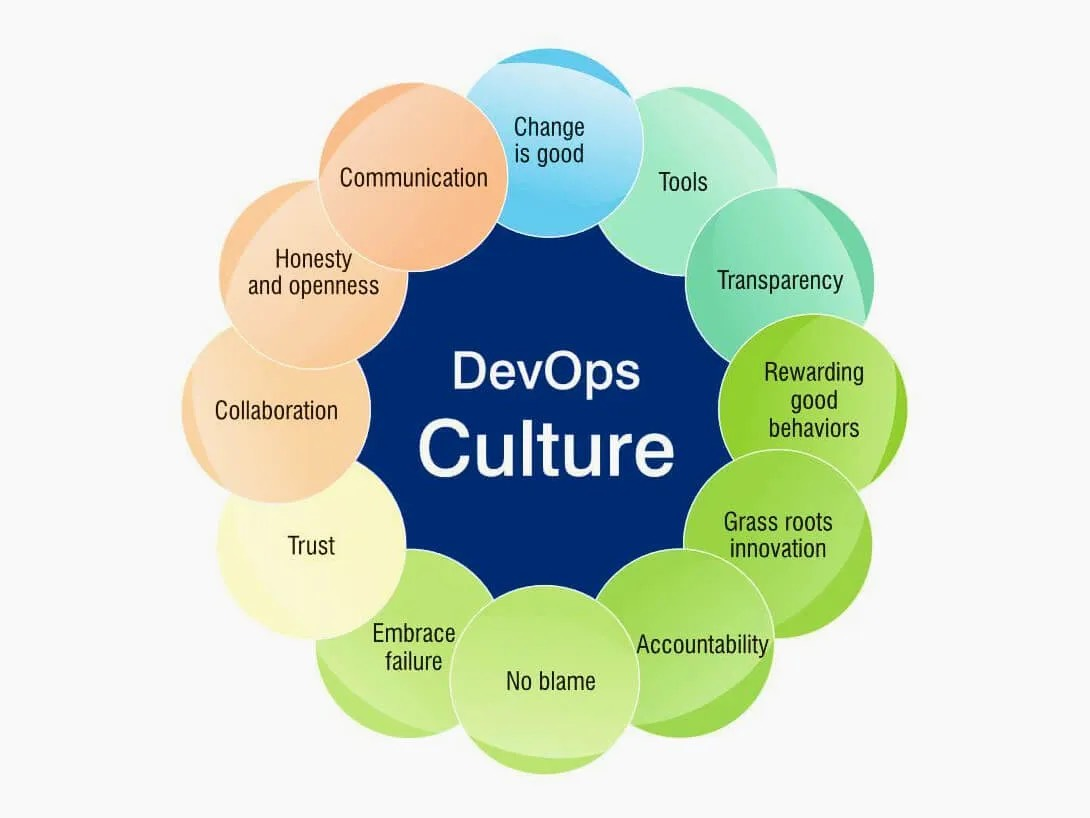 Change
is good
Tools
Transparency
Rewarding
good
behaviors
Grass roots
innovation
Accountability
No blame
Embrace
failure
Trust
Collaboration
Honesty
and openness
Communication
DevOps
Culture